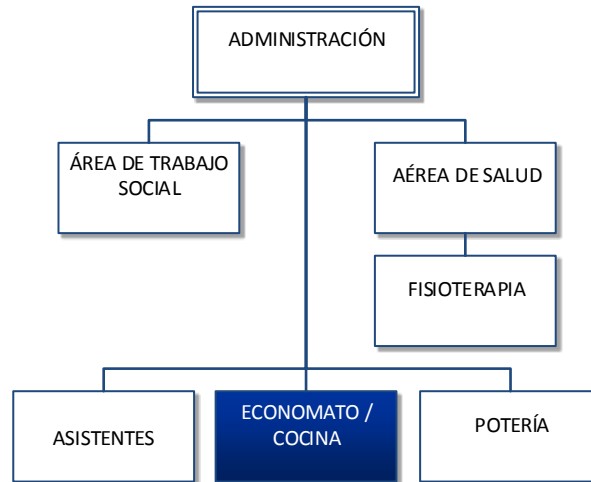 ADMINISTRACIÓN
ÁREA DE TRABAJO
SOCIAL
AÉREA DE SALUD
FISIOTERAPIA
ASISTENTES
ECONOMATO /
COCINA
POTERÍA